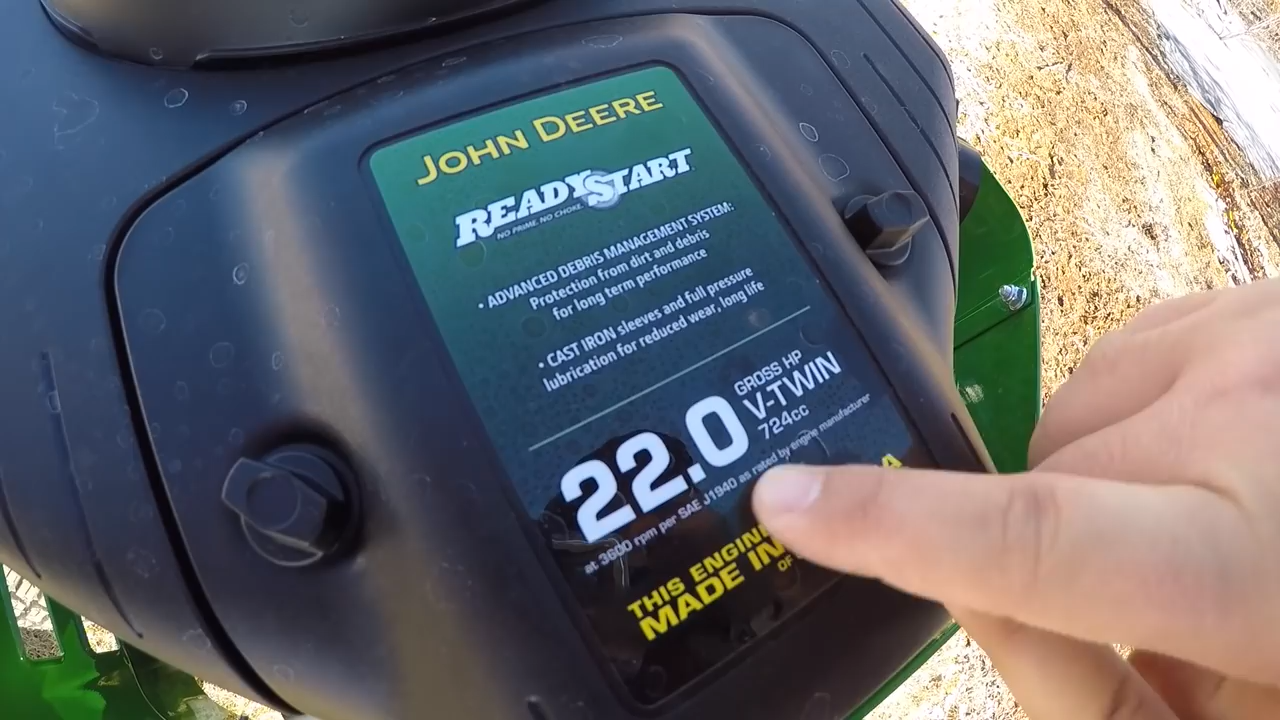 JOHN DEERE
READYSTART
NO PRIME. NO CHOKE.
• ADVANCED DEBRIS MANAGEMENT SYSTEM:
Protection from dirt and debris
for long term performance
• CAST IRON sleeves and full pressure
lubrication for reduced wear, long life
22.0 GROSS HP
V-TWIN
724cc
at 3600 rpm per SAE J1940 as rated by engine manufacturer
THIS ENGINE
MADE IN
OF